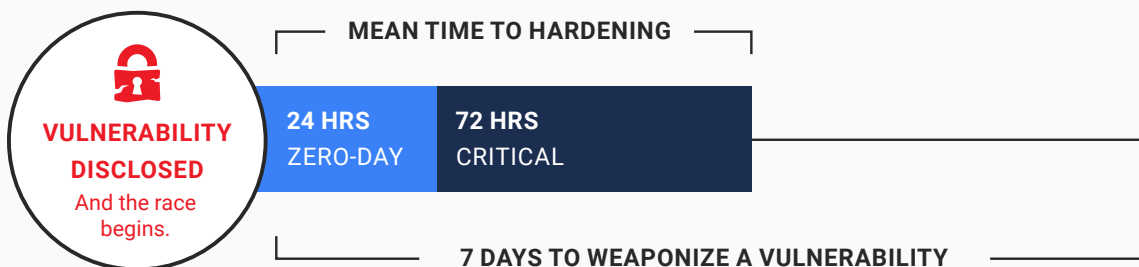 MEAN TIME TO HARDENING
VULNERABILITY
DISCLOSED
And the race
begins.
24 HRS
ZERO-DAY
72 HRS
CRITICAL
7 DAYS TO WEAPONIZE A VULNERABILITY